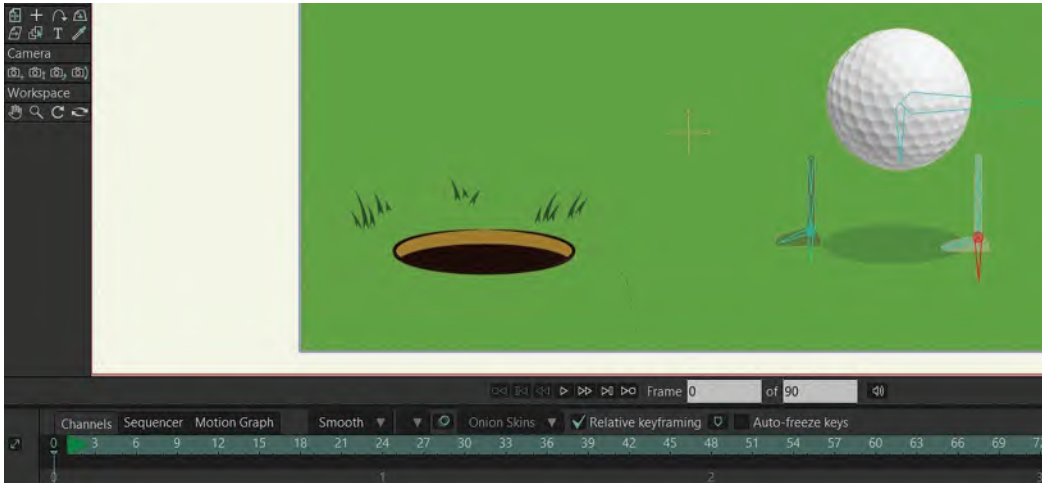 T
Camera
Workspace
Frame 0 of 90
Channels Sequencer Motion Graph Smooth Onion Skins Relative keyframing Auto-freeze keys
0 3 6 9 12 15 18 21 24 27 30 33 36 39 42 45 48 51 54 57 60 63 66 69 72
0 1 2 3